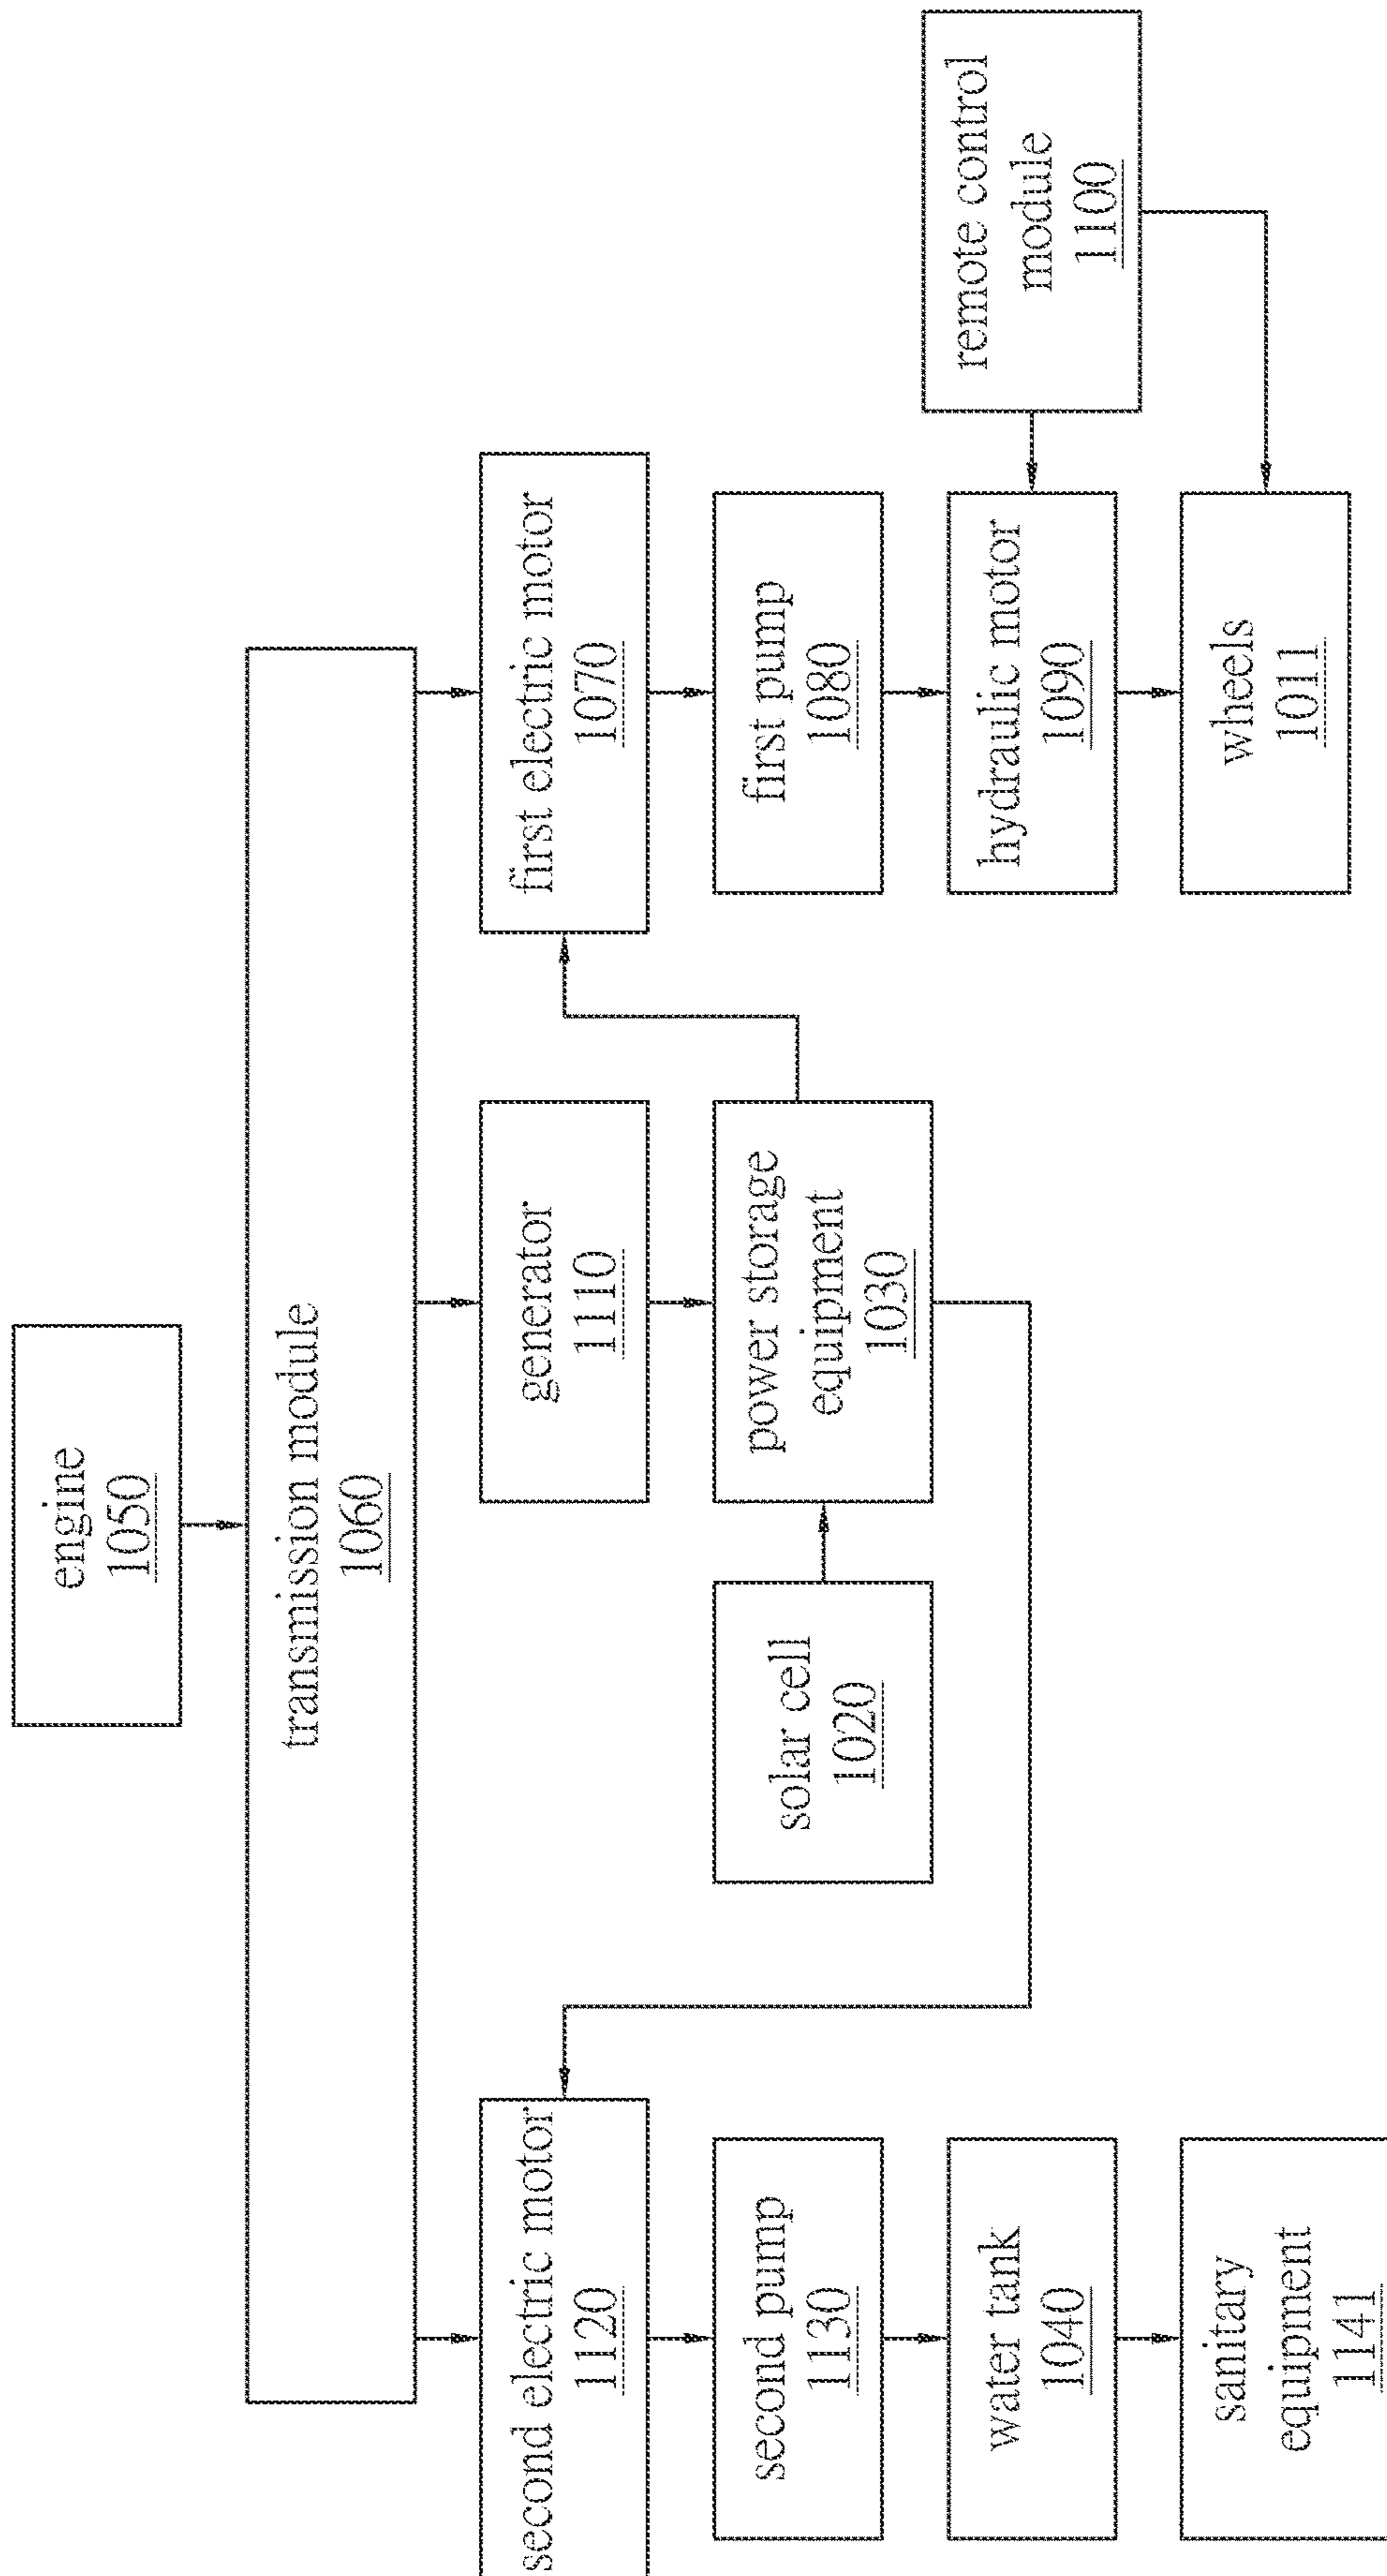 engine
1050
transmission module
1060
second electric motor
1120
generator
1110
first electric motor
1070
second pump
1130
solar cell
1020
power storage
equipment
1030
first pump
1080
water tank
1040
hydraulic motor
1090
remote control
module
1100
sanitary
equipment
1141
wheels
1011